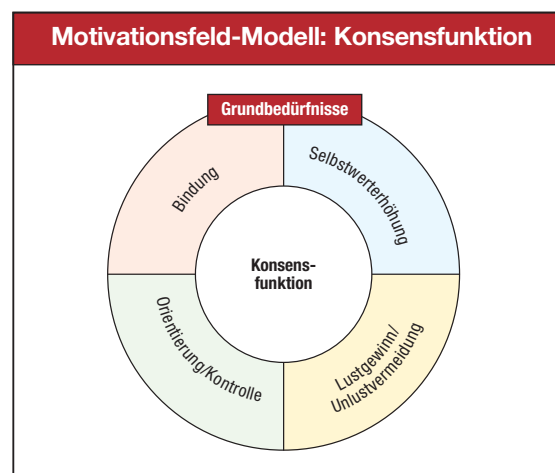 Motivationsfeld-Modell: Konsensfunktion
Grundbedürfnisse
Bindung
Selbstwerterhöhung
Konsens-
funktion
Orientierung/Kontrolle
Lustgewinn/
Unlustvermeidung